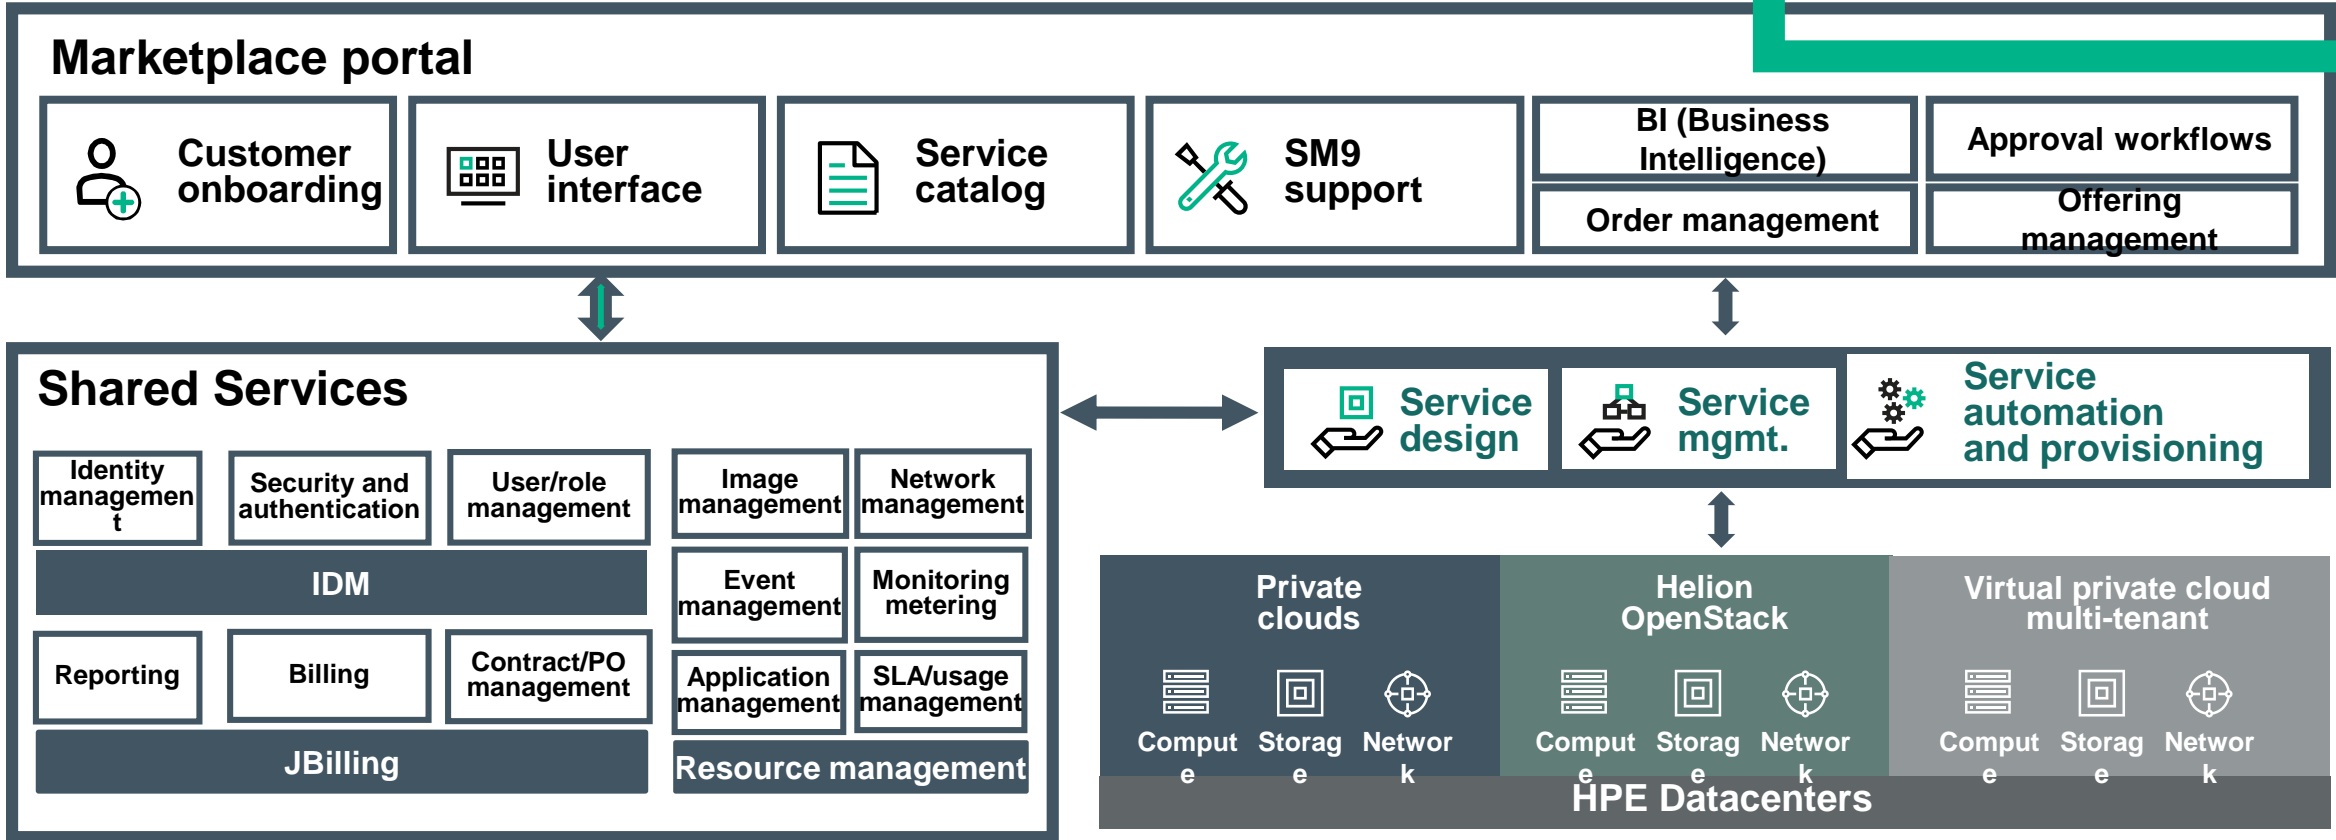 Marketplace portal
Customer
onboarding
User
interface
Service
catalog
SM9
support
BI (Business
Intelligence)
Approval workflows
Order management
Offering
management
Shared Services
Identity
managemen
t
Security and
authentication
User/role
management
IDM
Reporting
Billing
Contract/PO
management
JBilling
Image
management
Network
management
Event
management
Monitoring
metering
Application
management
SLA/usage
management
Resource management
Service
design
Service
mgmt.
Service
automation
and provisioning
Private
clouds
Comput
e
Storag
e
Networ
k
Helion
OpenStack
Comput
e
Storag
e
Networ
k
Virtual private cloud
multi-tenant
Comput
e
Storag
e
Networ
k
HPE Datacenters